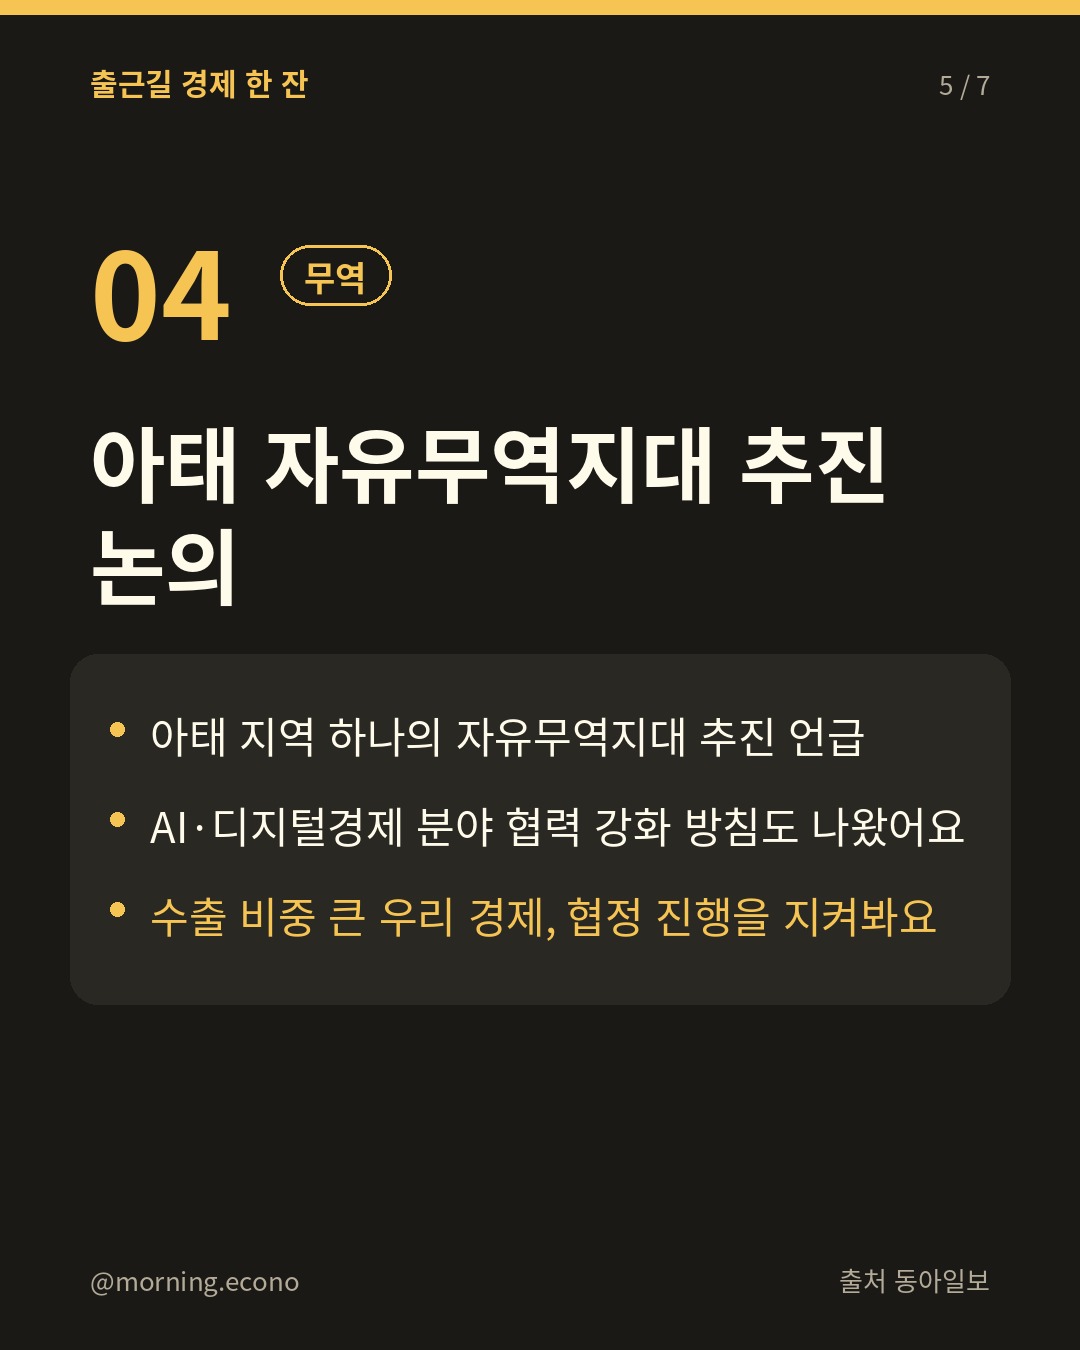 출근길 경제 한 잔
5 / 7
04
무역
아태 자유무역지대 추진
논의
아태 지역 하나의 자유무역지대 추진 언급
AI·디지털경제 분야 협력 강화 방침도 나왔어요
수출 비중 큰 우리 경제, 협정 진행을 지켜봐요
@morning.econo
출처 동아일보